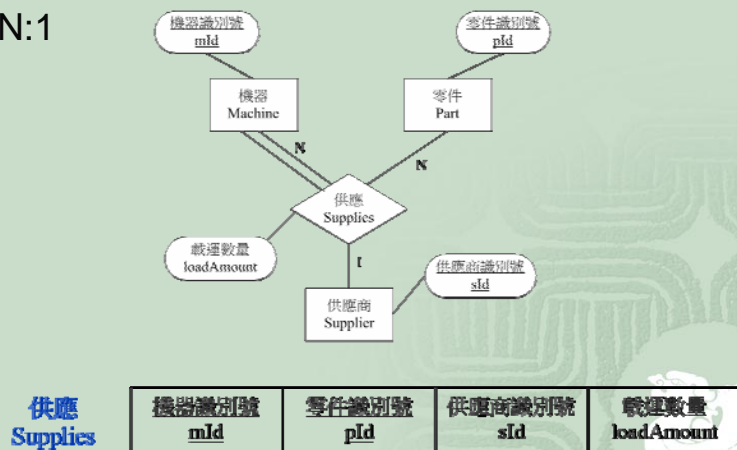 N:1
機器識別號
mId
零件識別號
pId
機器
Machine
零件
Part
N
N
供應
Supplies
載運數量
loadAmount
1
供應商識別號
sId
供應商
Supplier
供應
Supplies
機器識別號
mId
零件識別號
pId
供應商識別號
sId
載運數量
loadAmount